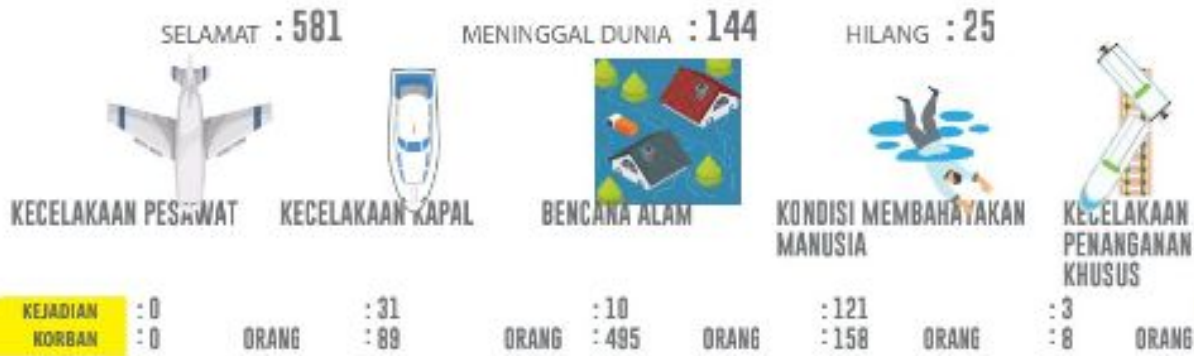 SELAMAT : 581 MENINGGAL DUNIA : 144 HILANG : 25
KECELAKAAN PESAWAT KECELAKAAN KAPAL BENCANA ALAM KONDISI MEMBAHAYAKAN MANUSIA KECELAKAAN PENANGANAN KHUSUS
KEJADIAN : 0 : 31 : 10 : 121 : 3
KORBAN : 0 ORANG : 89 ORANG : 495 ORANG : 158 ORANG : 8 ORANG